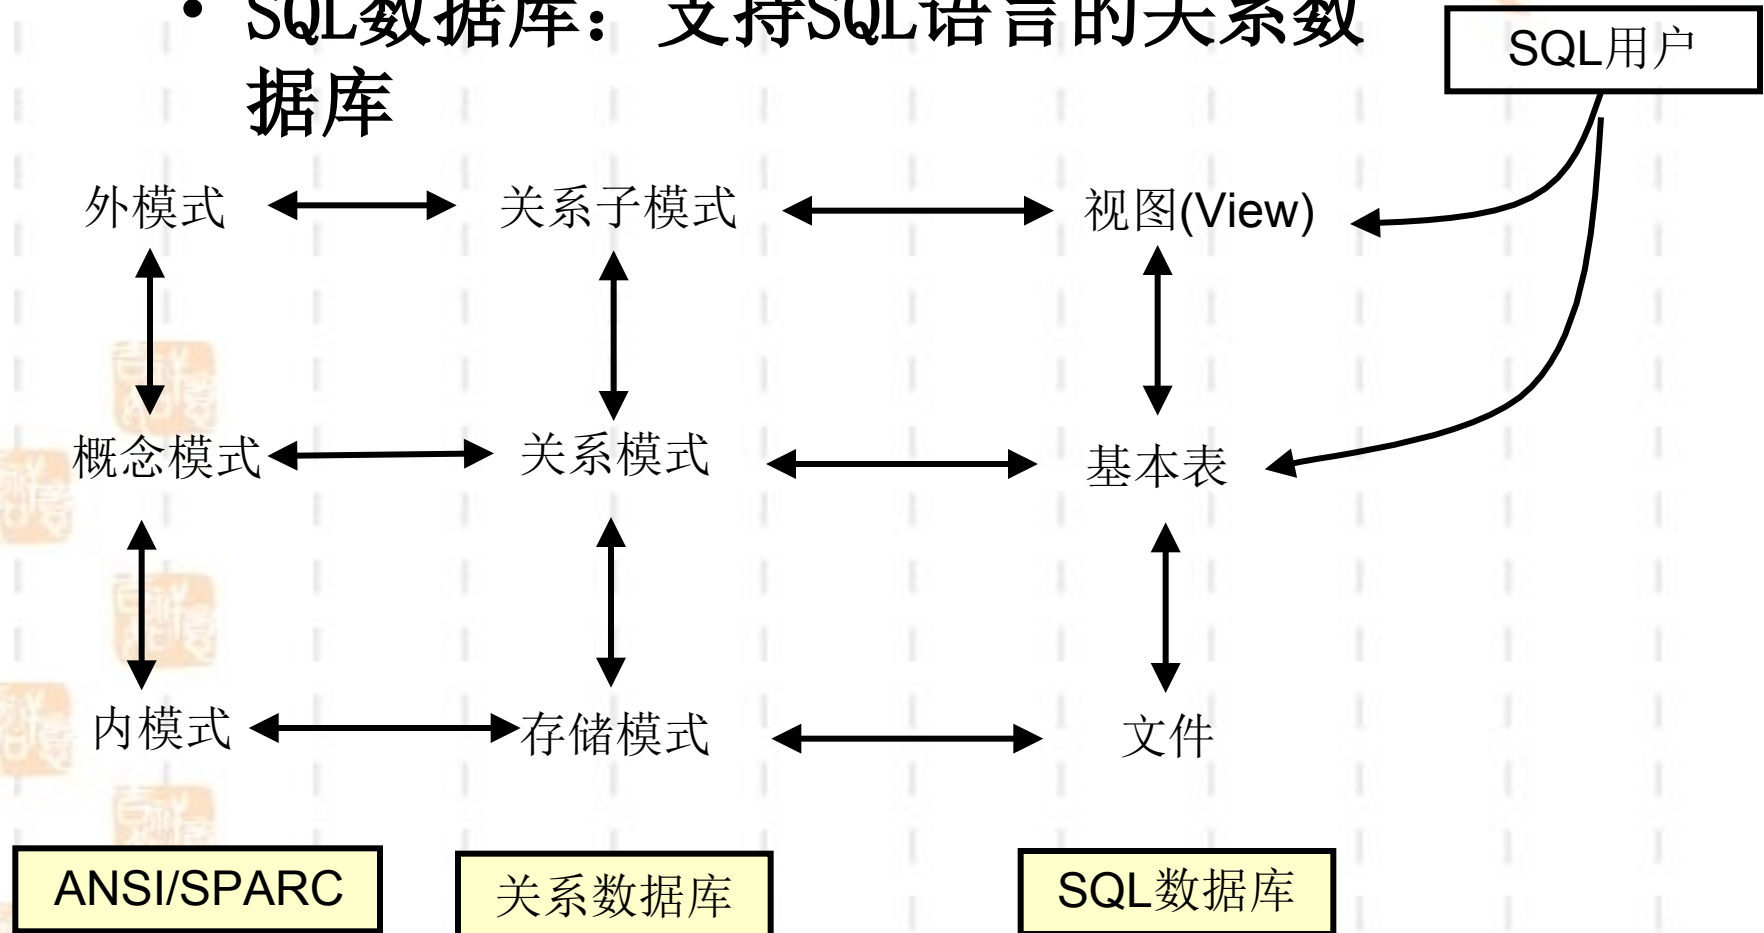 • SQL数据库：支持SQL语言的关系数
据库
SQL用户
外模式 关系子模式 视图(View)
概念模式 关系模式 基本表
内模式 存储模式 文件
ANSI/SPARC 关系数据库 SQL数据库